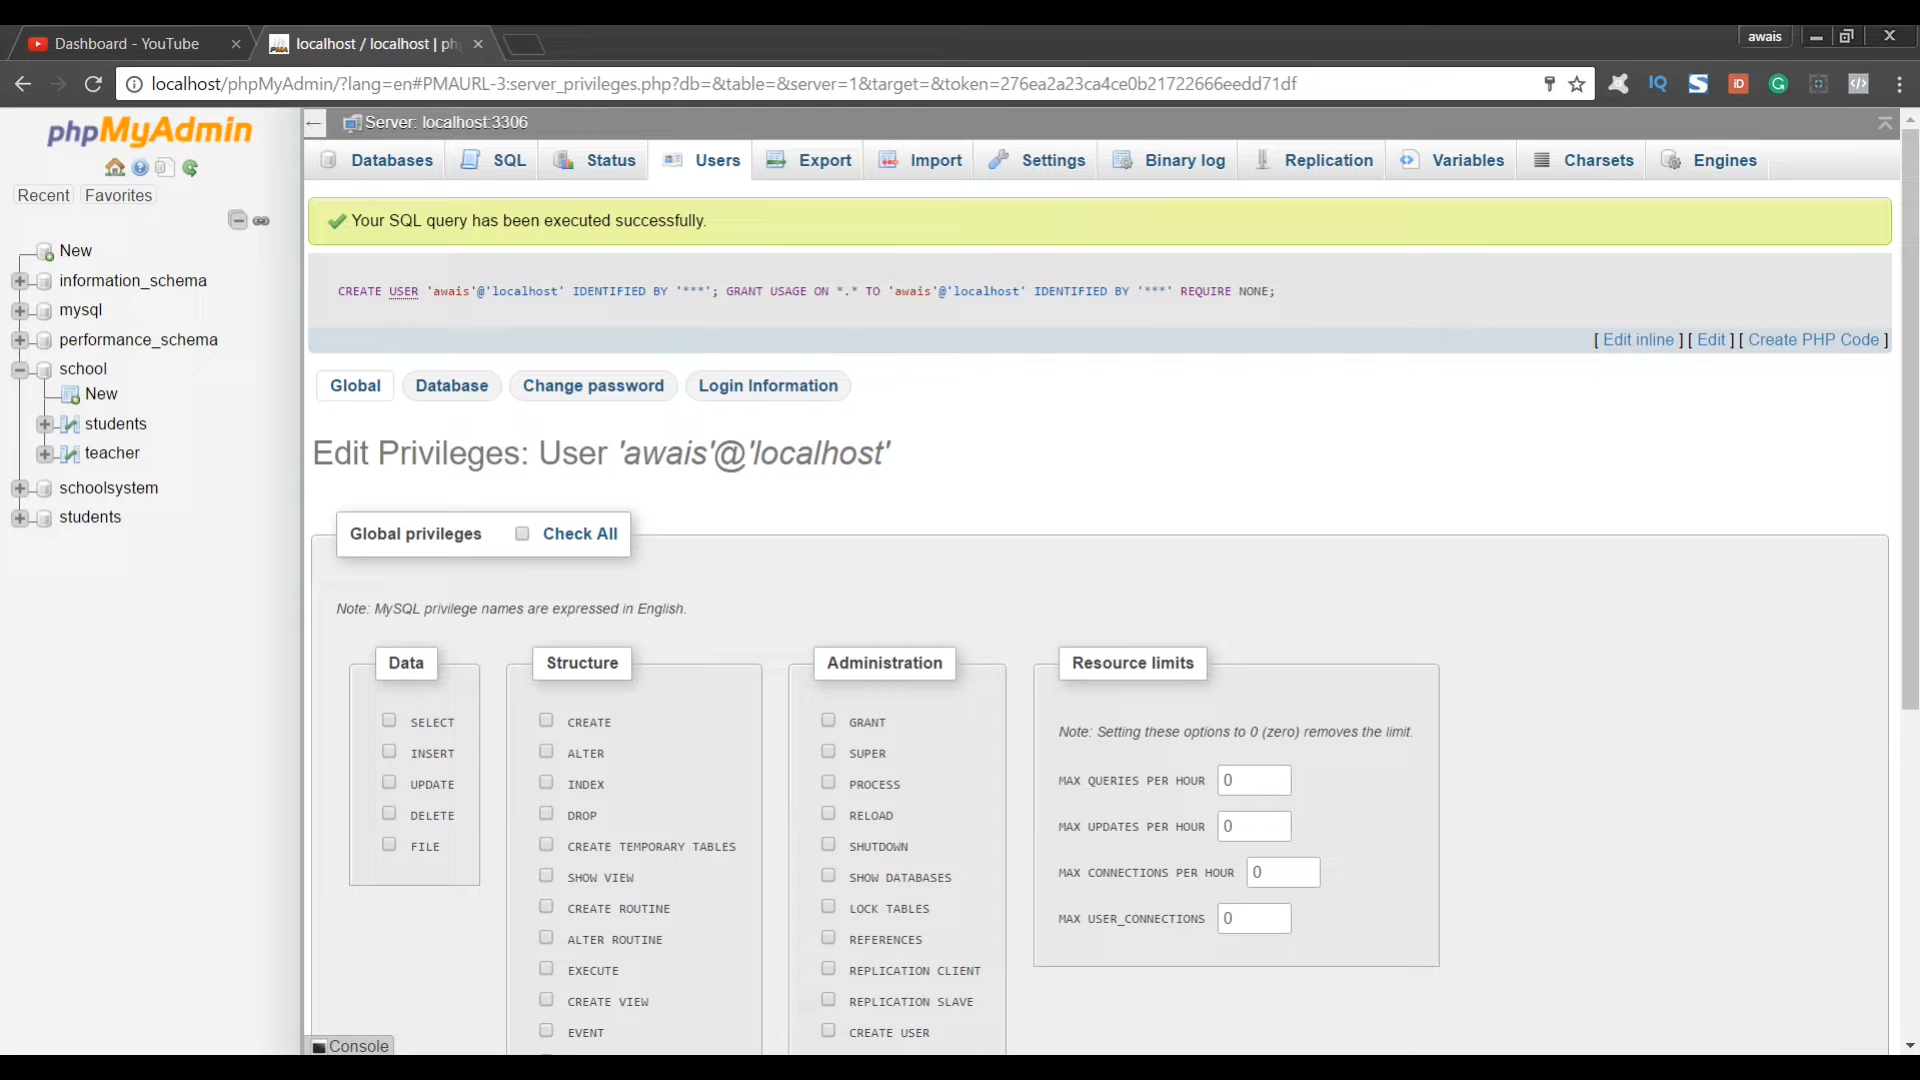 Dashboard - YouTube
localhost / localhost | ph
awais
localhost/phpMyAdmin/?lang=en#PMAURL-3:server_privileges.php?db=&table=&server=1&target=&token=276ea2a23ca4ce0b21722666eedd71df
phpMyAdmin
Recent Favorites
New
information_schema
mysql
performance_schema
school
New
students
teacher
schoolsystem
students
Server: localhost:3306
Databases SQL Status Users Export Import Settings Binary log Replication Variables Charsets Engines
Your SQL query has been executed successfully.
CREATE USER 'awais'@'localhost' IDENTIFIED BY '***'; GRANT USAGE ON *.* TO 'awais'@'localhost' IDENTIFIED BY '***' REQUIRE NONE;
[ Edit inline ] [ Edit ] [ Create PHP Code ]
Global Database Change password Login Information
Edit Privileges: User 'awais'@'localhost'
Global privileges Check All
Note: MySQL privilege names are expressed in English.
Data
SELECT
INSERT
UPDATE
DELETE
FILE
Structure
CREATE
ALTER
INDEX
DROP
CREATE TEMPORARY TABLES
SHOW VIEW
CREATE ROUTINE
ALTER ROUTINE
EXECUTE
CREATE VIEW
EVENT
Administration
GRANT
SUPER
PROCESS
RELOAD
SHUTDOWN
SHOW DATABASES
LOCK TABLES
REFERENCES
REPLICATION CLIENT
REPLICATION SLAVE
CREATE USER
Resource limits
Note: Setting these options to 0 (zero) removes the limit.
MAX QUERIES PER HOUR 0
MAX UPDATES PER HOUR 0
MAX CONNECTIONS PER HOUR 0
MAX USER_CONNECTIONS 0
Console